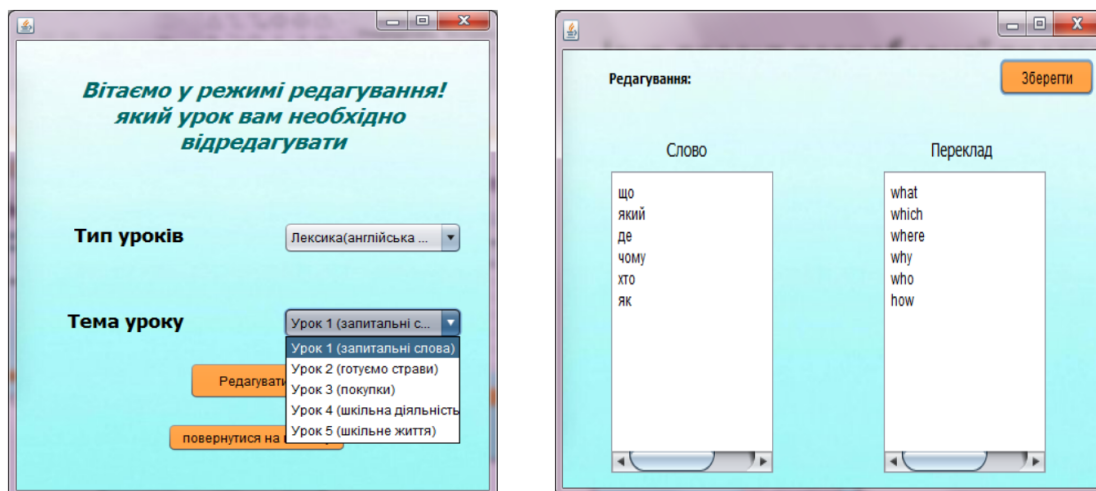 Вітаємо у режимі редагування!
який урок вам необхідно
відредагувати
Тип уроків
Лексика(англійська ...
Тема уроку
Урок 1 (запитальні с...
Урок 1 (запитальні слова)
Урок 2 (готуємо страви)
Урок 3 (покупки)
Урок 4 (шкільна діяльність
Урок 5 (шкільне життя)
Редагувати
повернутися на
Редагування:
Зберегти
Слово
Переклад
що
який
де
чому
хто
як
what
which
where
why
who
how